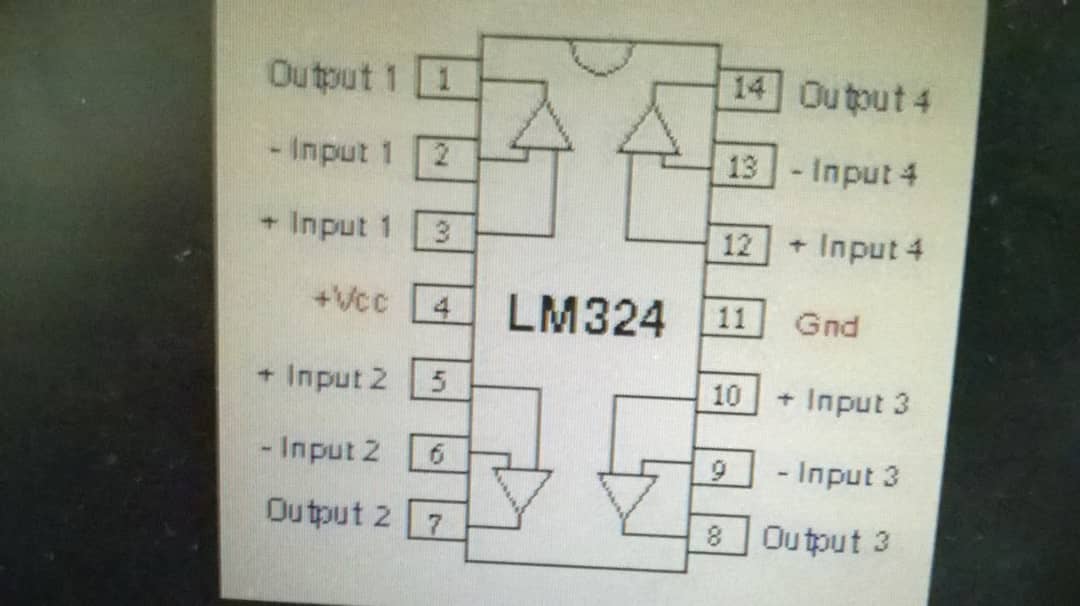 Output 1 1 14 Output 4
- Input 1 2 13 - Input 4
+ Input 1 3 12 + Input 4
+Vcc 4 LM324 11 Gnd
+ Input 2 5 10 + Input 3
- Input 2 6 9 - Input 3
Output 2 7 8 Output 3